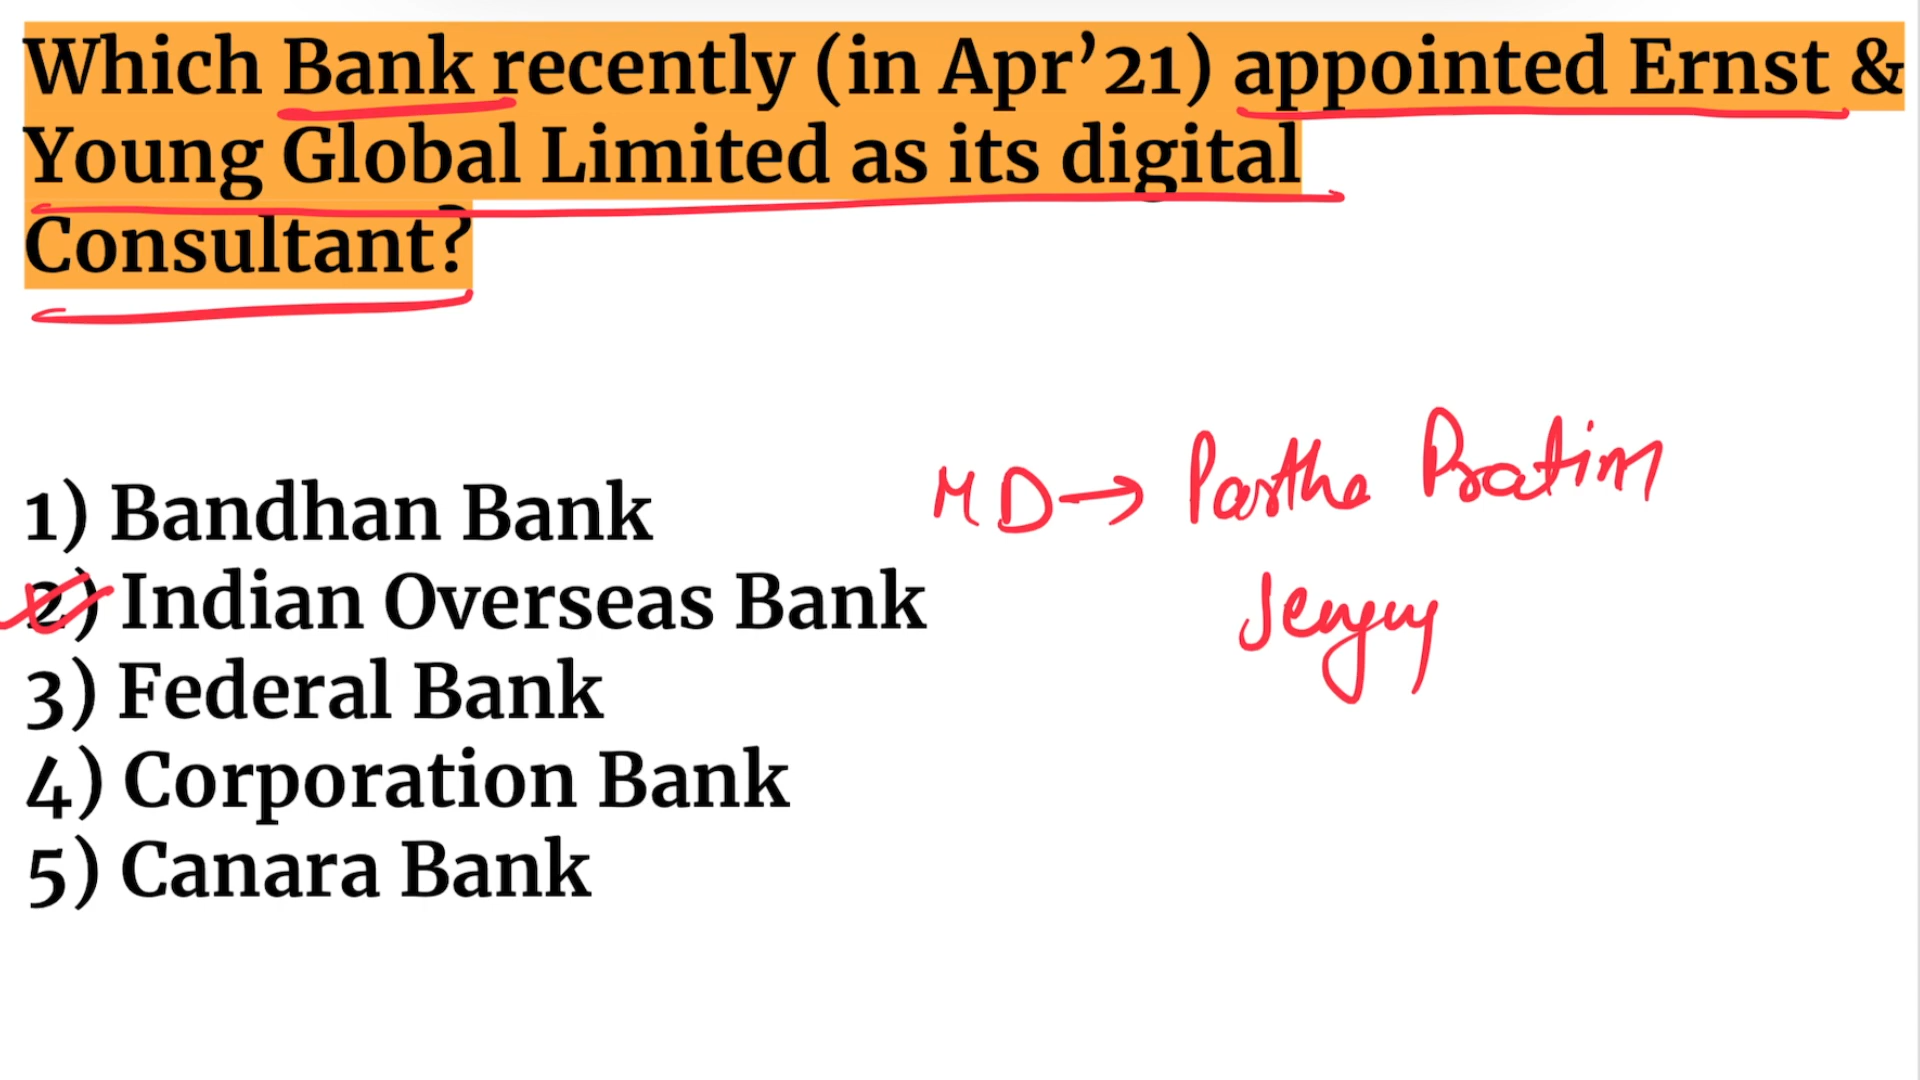 Which Bank recently (in Apr’21) appointed Ernst &
Young Global Limited as its digital
Consultant?
1) Bandhan Bank
2) Indian Overseas Bank
3) Federal Bank
4) Corporation Bank
5) Canara Bank
MD → Partha Pratim